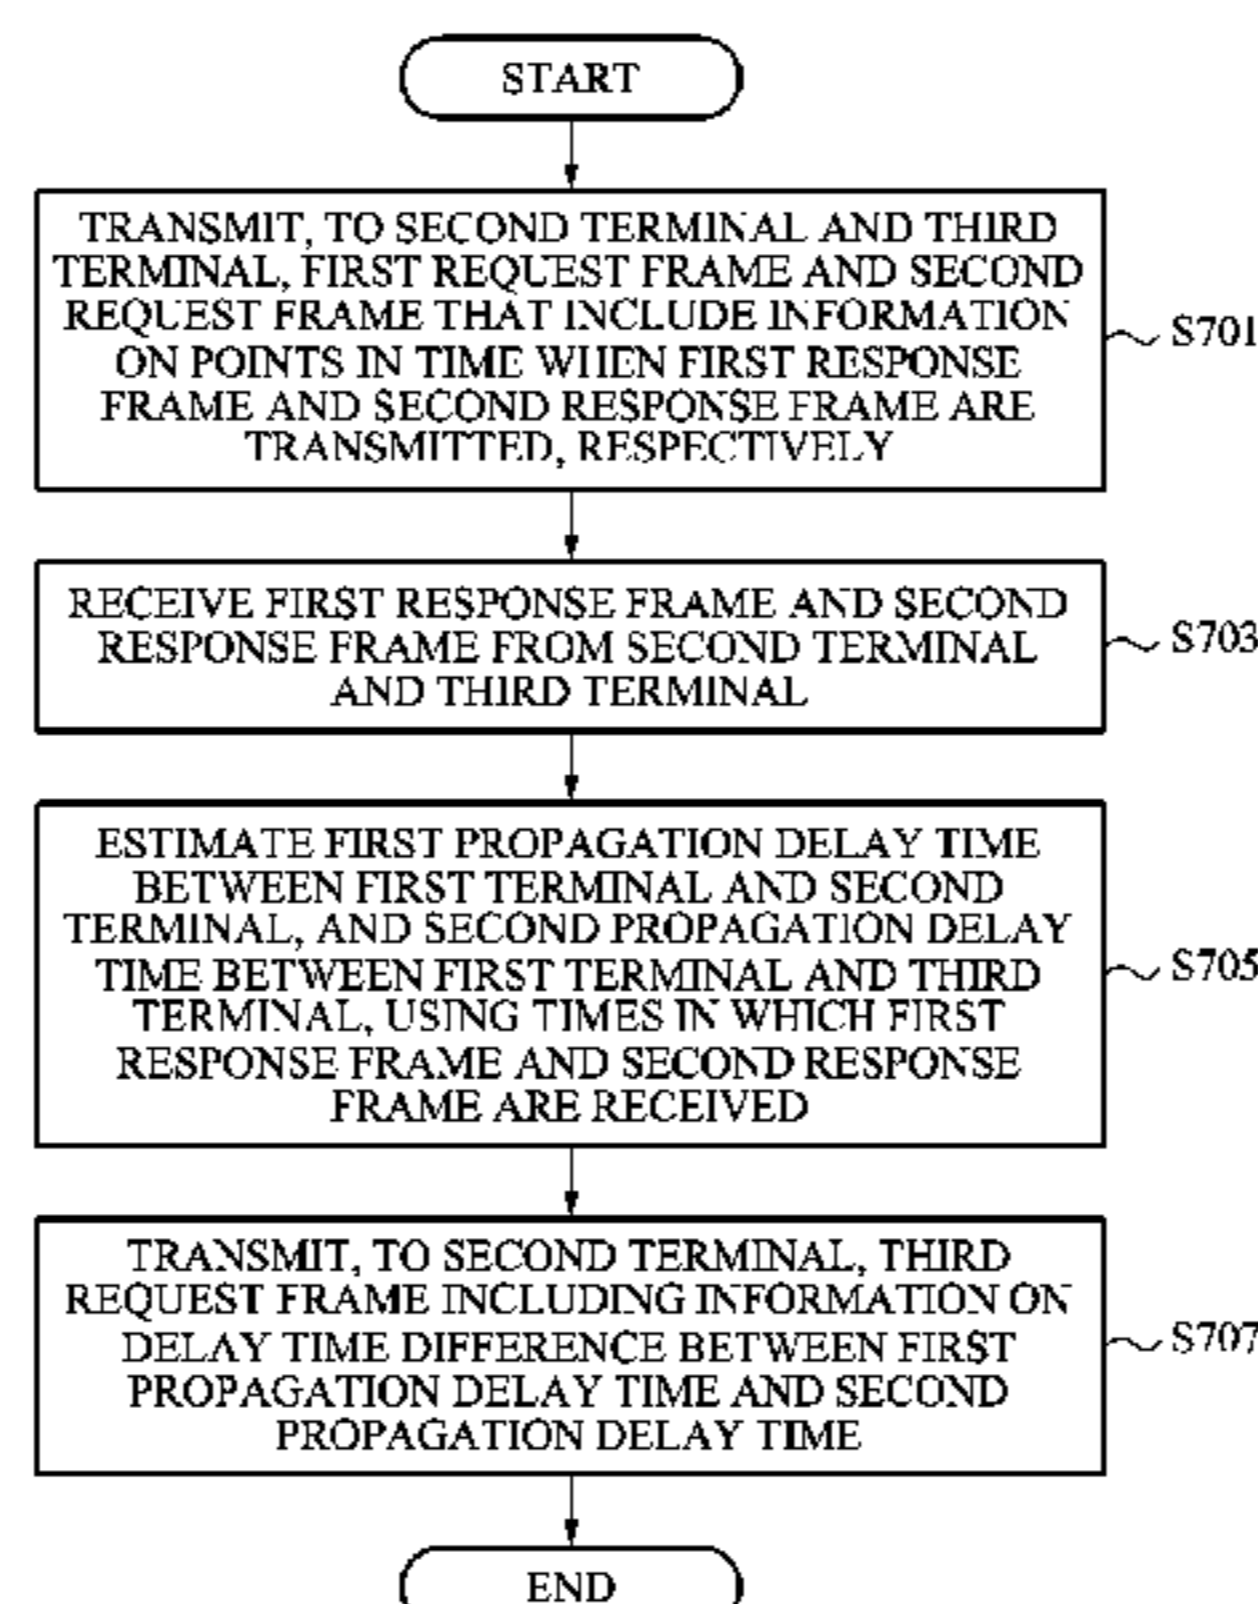 START
TRANSMIT, TO SECOND TERMINAL AND THIRD
TERMINAL, FIRST REQUEST FRAME AND SECOND
REQUEST FRAME THAT INCLUDE INFORMATION
ON POINTS IN TIME WHEN FIRST RESPONSE
FRAME AND SECOND RESPONSE FRAME ARE
TRANSMITTED, RESPECTIVELY
S701
RECEIVE FIRST RESPONSE FRAME AND SECOND
RESPONSE FRAME FROM SECOND TERMINAL
AND THIRD TERMINAL
S703
ESTIMATE FIRST PROPAGATION DELAY TIME
BETWEEN FIRST TERMINAL AND SECOND
TERMINAL, AND SECOND PROPAGATION DELAY
TIME BETWEEN FIRST TERMINAL AND THIRD
TERMINAL, USING TIMES IN WHICH FIRST
RESPONSE FRAME AND SECOND RESPONSE
FRAME ARE RECEIVED
S705
TRANSMIT, TO SECOND TERMINAL, THIRD
REQUEST FRAME INCLUDING INFORMATION ON
DELAY TIME DIFFERENCE BETWEEN FIRST
PROPAGATION DELAY TIME AND SECOND
PROPAGATION DELAY TIME
S707
END